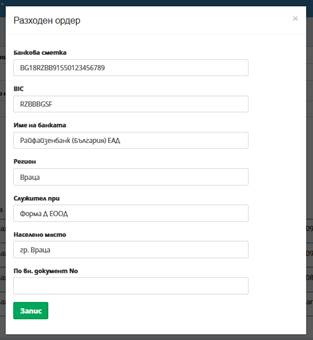 Разходен ордер
×
Банкова сметка
BG18RZBB91550123456789
BIC
RZBBBGSF
Име на банката
Райфайзенбанк (България) ЕАД
Регион
Враца
Служител при
Форма Д ЕООД
Населено място
гр. Враца
По вн. документ No
Запис